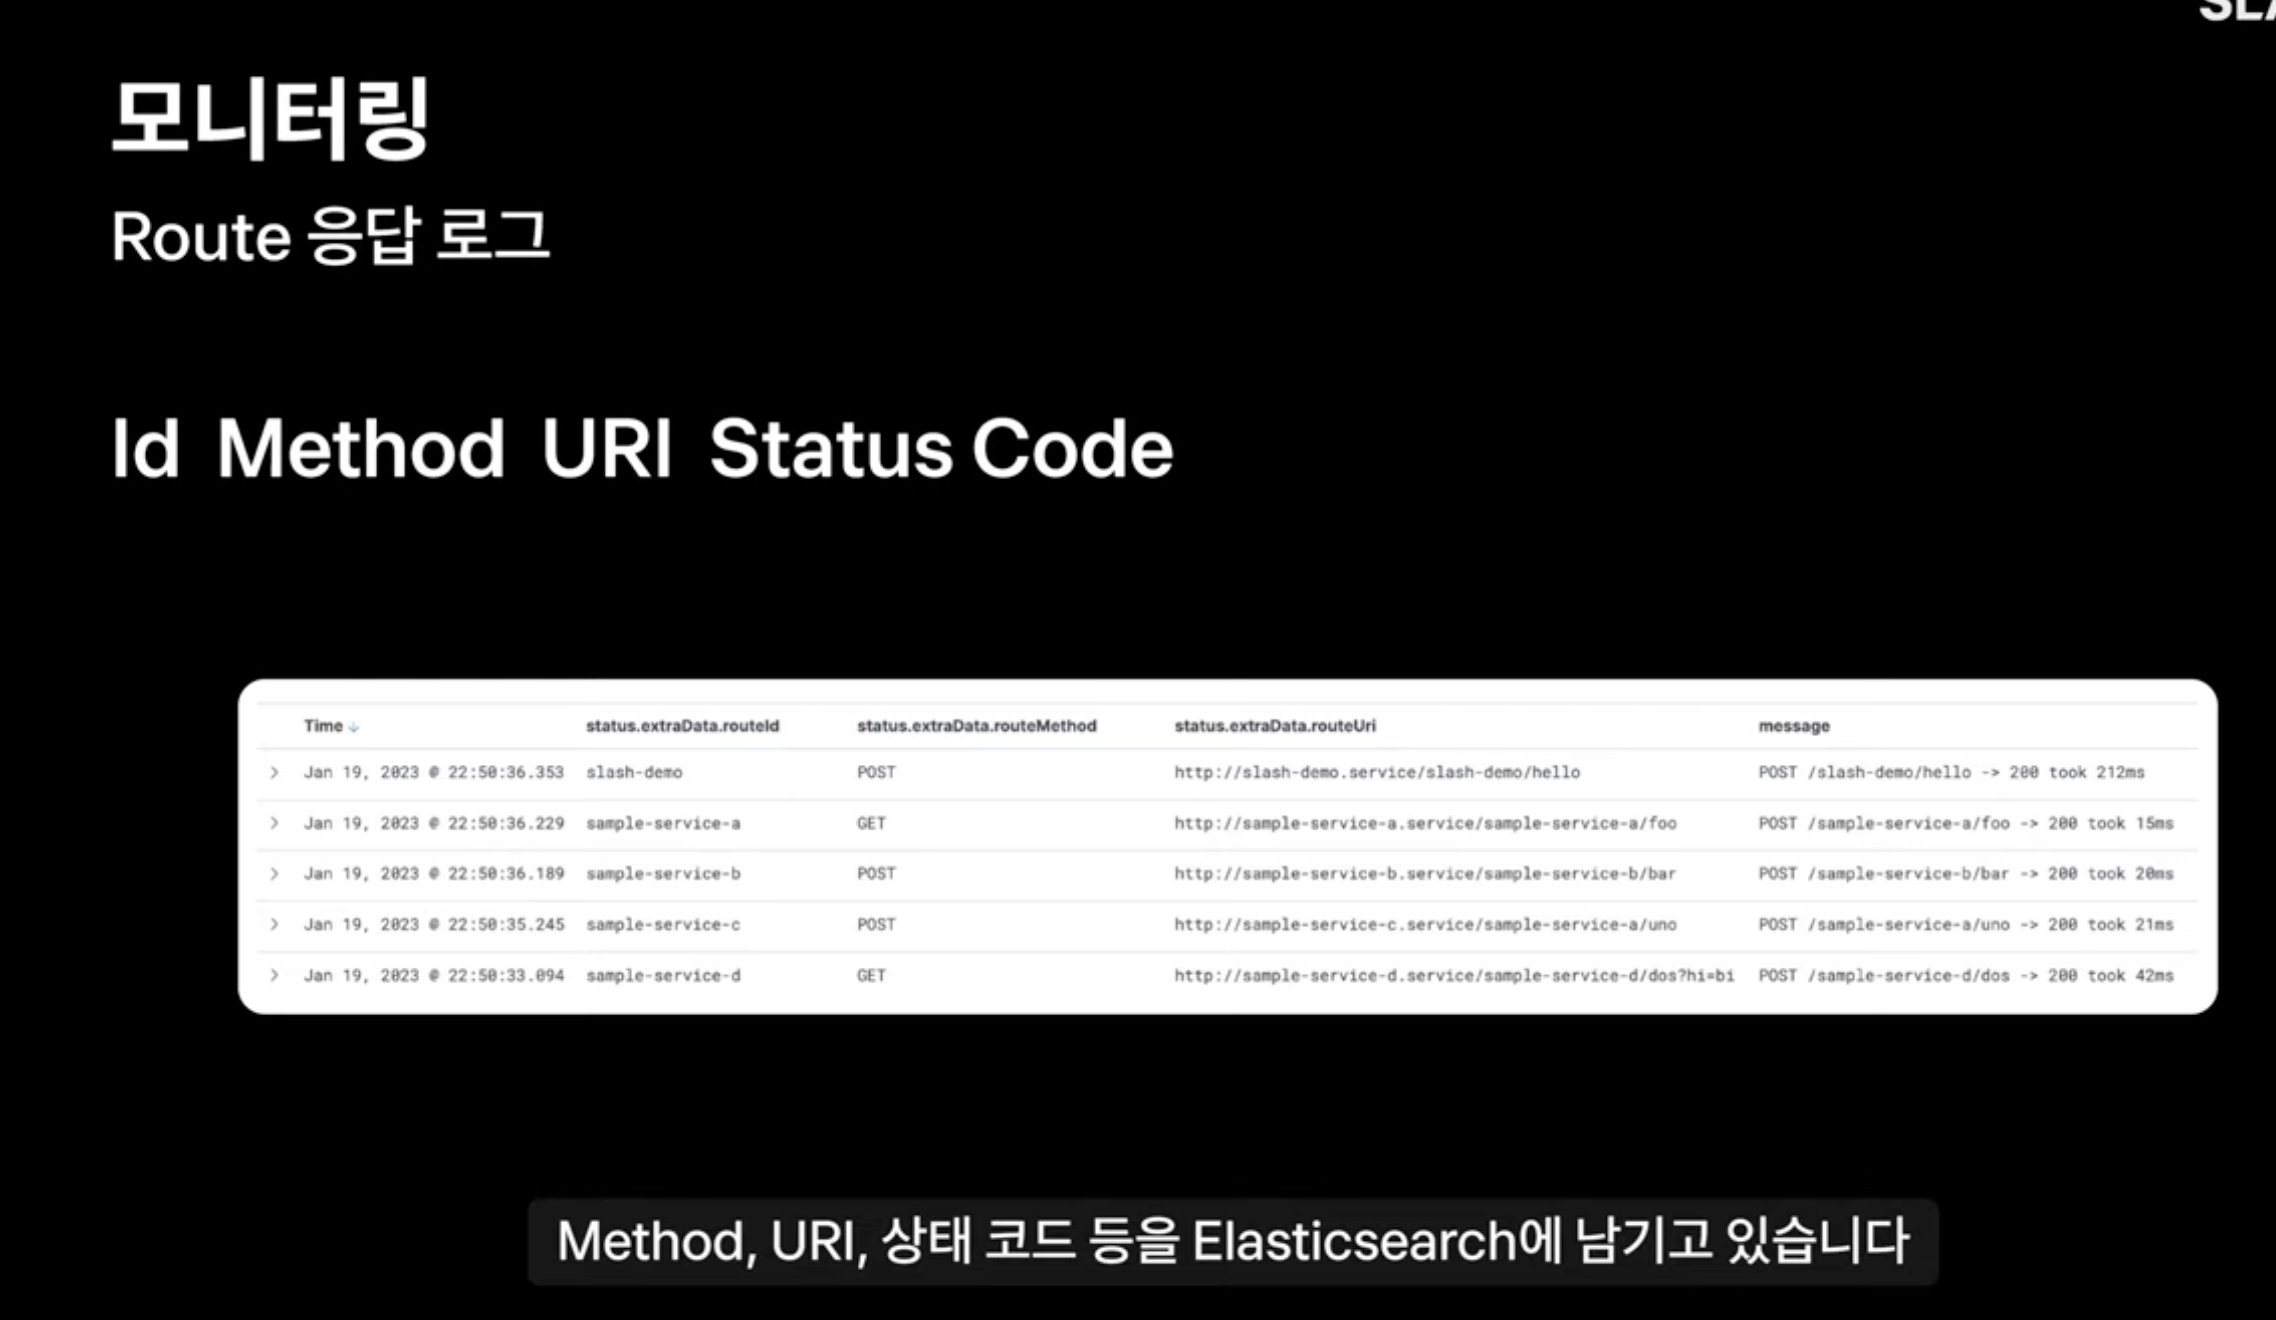 모니터링
Route 응답 로그
Id Method URI Status Code
Time ↓ status.extraData.routeId status.extraData.routeMethod status.extraData.routeUri message
Jan 19, 2023 @ 22:50:36.353 slash-demo POST http://slash-demo.service/slash-demo/hello POST /slash-demo/hello -> 200 took 212ms
Jan 19, 2023 @ 22:50:36.229 sample-service-a GET http://sample-service-a.service/sample-service-a/foo POST /sample-service-a/foo -> 200 took 15ms
Jan 19, 2023 @ 22:50:36.189 sample-service-b POST http://sample-service-b.service/sample-service-b/bar POST /sample-service-b/bar -> 200 took 20ms
Jan 19, 2023 @ 22:50:35.245 sample-service-c POST http://sample-service-c.service/sample-service-a/uno POST /sample-service-a/uno -> 200 took 21ms
Jan 19, 2023 @ 22:50:33.094 sample-service-d GET http://sample-service-d.service/sample-service-d/dos?hi=bi POST /sample-service-d/dos -> 200 took 42ms
Method, URI, 상태 코드 등을 Elasticsearch에 남기고 있습니다